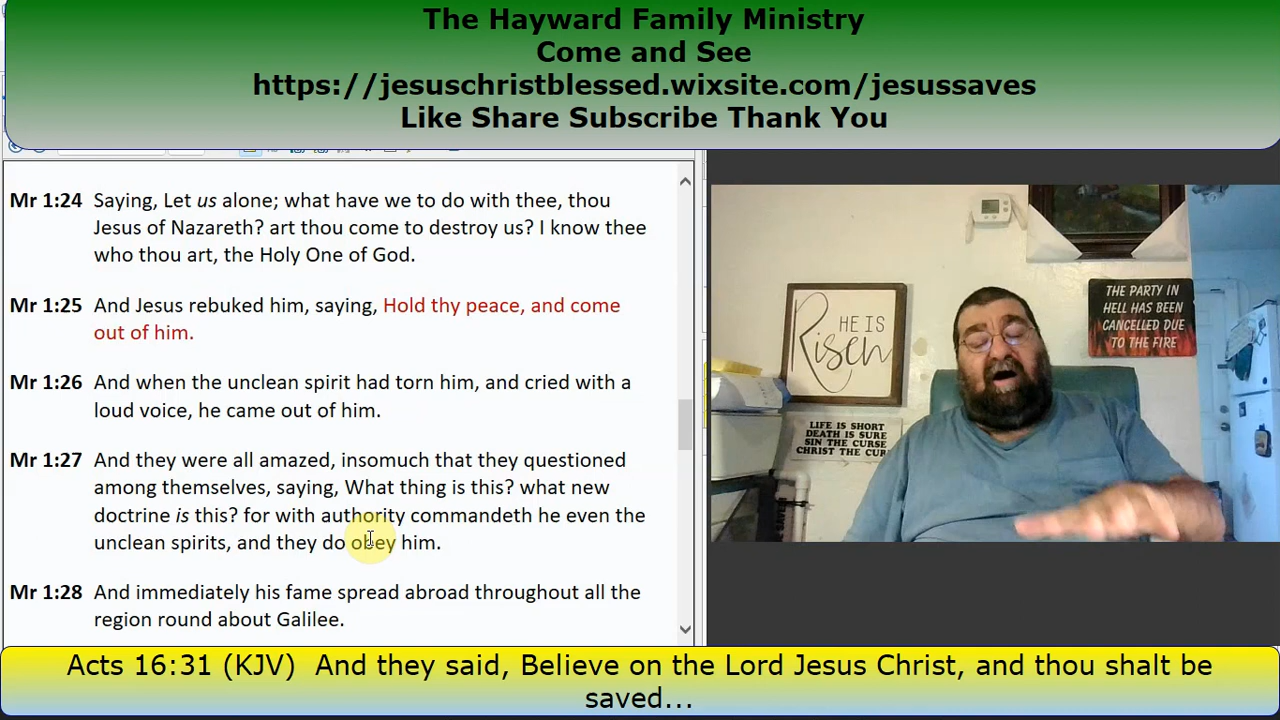 The Hayward Family Ministry
Come and See
https://jesuschristblessed.wixsite.com/jesussaves
Like Share Subscribe Thank You
Mr 1:24 Saying, Let us alone; what have we to do with thee, thou
Jesus of Nazareth? art thou come to destroy us? I know thee
who thou art, the Holy One of God.
Mr 1:25 And Jesus rebuked him, saying, Hold thy peace, and come
out of him.
Mr 1:26 And when the unclean spirit had torn him, and cried with a
loud voice, he came out of him.
Mr 1:27 And they were all amazed, insomuch that they questioned
among themselves, saying, What thing is this? what new
doctrine is this? for with authority commandeth he even the
unclean spirits, and they do obey him.
Mr 1:28 And immediately his fame spread abroad throughout all the
region round about Galilee.
HE IS
Risen
THE PARTY IN
HELL HAS BEEN
CANCELLED DUE
TO THE FIRE
LIFE IS SHORT
DEATH IS SURE
SIN THE CURSE
CHRIST THE CUR
Acts 16:31 (KJV) And they said, Believe on the Lord Jesus Christ, and thou shalt be
saved...